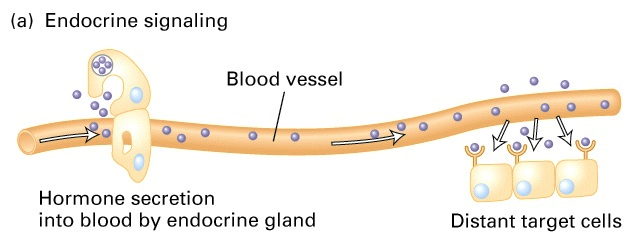 (a) Endocrine signaling
Blood vessel
Hormone secretion
into blood by endocrine gland
Distant target cells